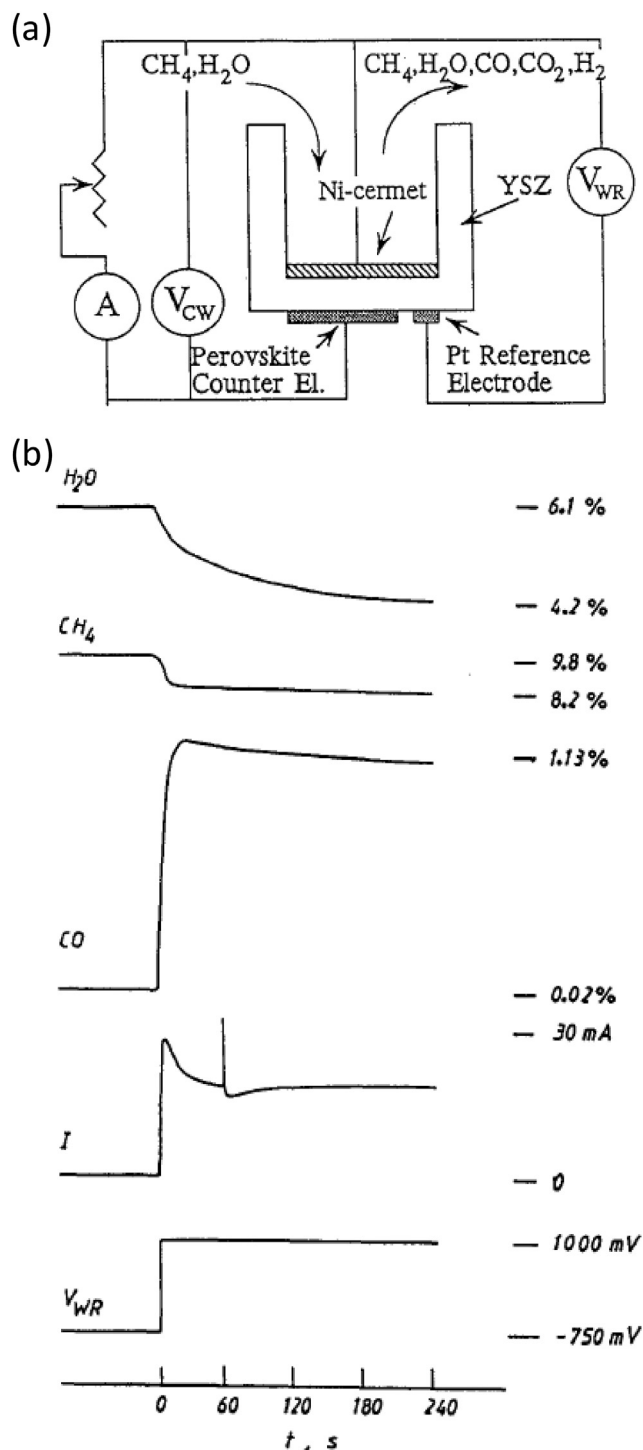 (a)
CH4,H2O
CH4,H2O,CO,CO2,H2
Ni-cermet
YSZ
VWR
A
VCW
Perovskite
Counter El.
Pt Reference
Electrode
(b)
H2O
6.1 %
4.2 %
CH4
9.8 %
8.2 %
1.13 %
CO
0.02%
30 mA
I
0
1000 mV
VWR
-750 mV
0 60 120 180 240
t, s